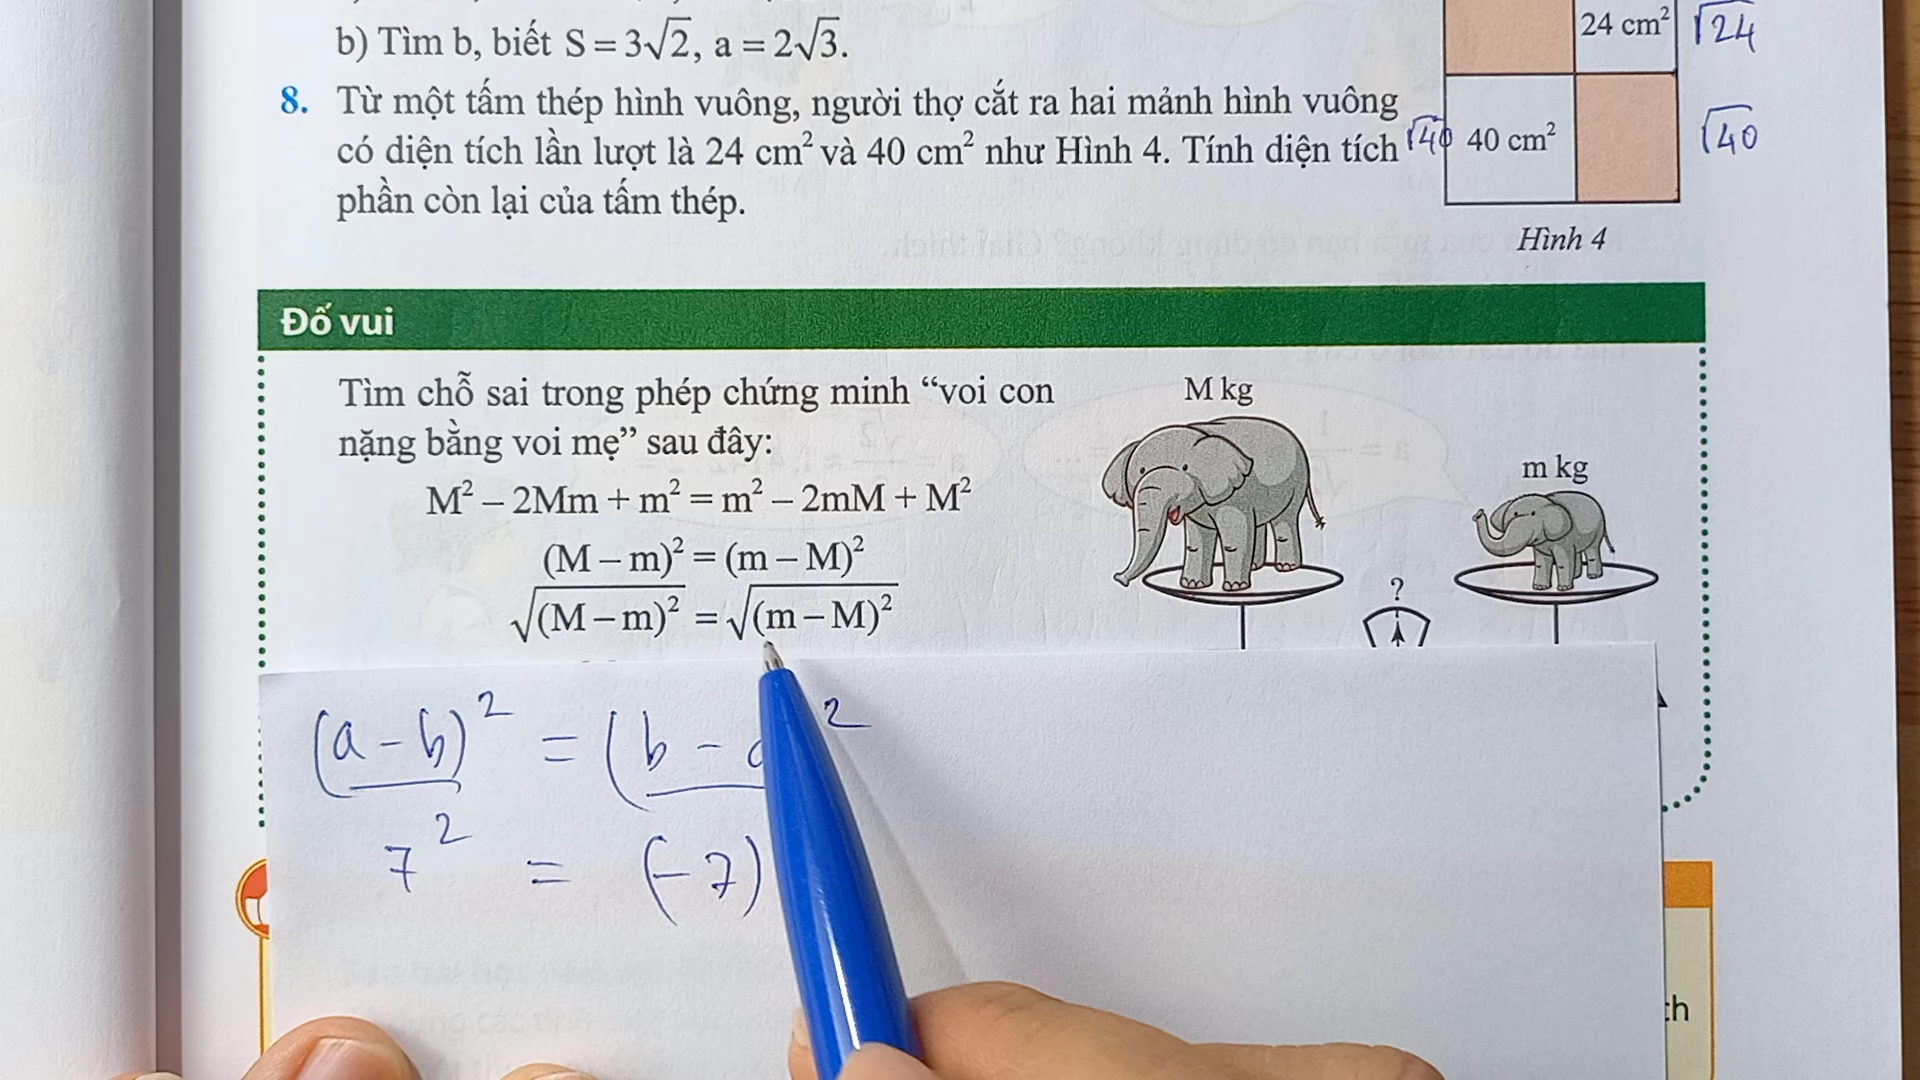 b) Tìm b, biết S = 3√2, a = 2√3.
24 cm²
√24
8. Từ một tấm thép hình vuông, người thợ cắt ra hai mảnh hình vuông
có diện tích lần lượt là 24 cm² và 40 cm² như Hình 4. Tính diện tích
phần còn lại của tấm thép.
√40
40 cm²
√40
Hình 4
Đố vui
Tìm chỗ sai trong phép chứng minh “voi con
nặng bằng voi mẹ” sau đây:
M² – 2Mm + m² = m² – 2mM + M²
(M – m)² = (m – M)²
√(M – m)² = √(m – M)²
M kg
m kg
?
(a - b)² = (b - ²
7² = (-7)